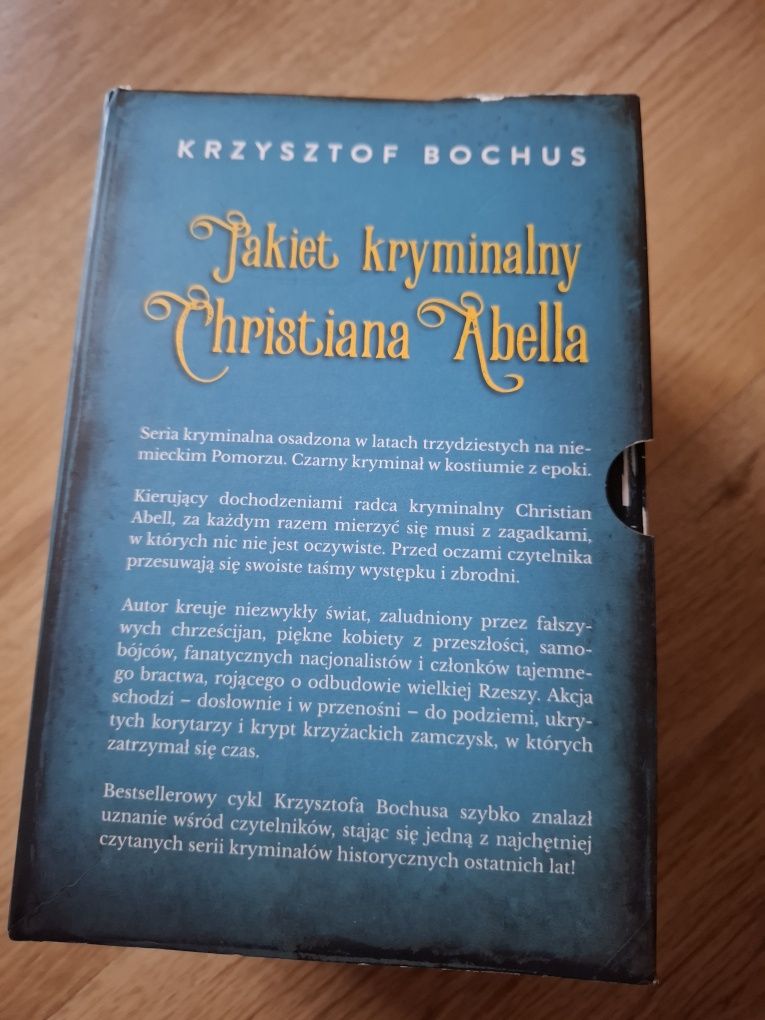 KRZYSZTOF BOCHUS
Pakiet kryminalny
Christiana Abella
Seria kryminalna osadzona w latach trzydziestych na nie-
mieckim Pomorzu. Czarny kryminał w kostiumie z epoki.
Kierujący dochodzeniami radca kryminalny Christian
Abell, za każdym razem mierzyć się musi z zagadkami,
w których nic nie jest oczywiste. Przed oczami czytelnika
przesuwają się swoiste taśmy występku i zbrodni.
Autor kreuje niezwykły świat, zaludniony przez fałszy-
wych chrześcijan, piękne kobiety z przeszłości, samo-
bójców, fanatycznych nacjonalistów i członków tajemne-
go bractwa, rojącego o odbudowie wielkiej Rzeszy. Akcja
schodzi – dosłownie i w przenośni – do podziemi, ukry-
tych korytarzy i krypt krzyżackich zamczysk, w których
zatrzymał się czas.
Bestsellerowy cykl Krzysztofa Bochusa szybko znalazł
uznanie wśród czytelników, stając się jedną z najchętniej
czytanych serii kryminałów historycznych ostatnich lat!